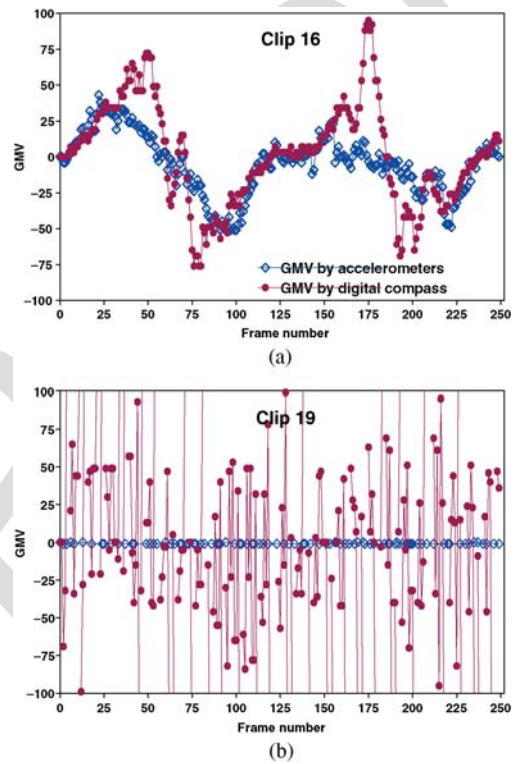 100
75
50
25
0
−25
−50
−75
−100
GMV
Clip 16
GMV by accelerometers
GMV by digital compass
0 25 50 75 100 125 150 175 200 225 250
Frame number
(a)
100
75
50
25
0
−25
−50
−75
−100
GMV
Clip 19
0 25 50 75 100 125 150 175 200 225 250
Frame number
(b)